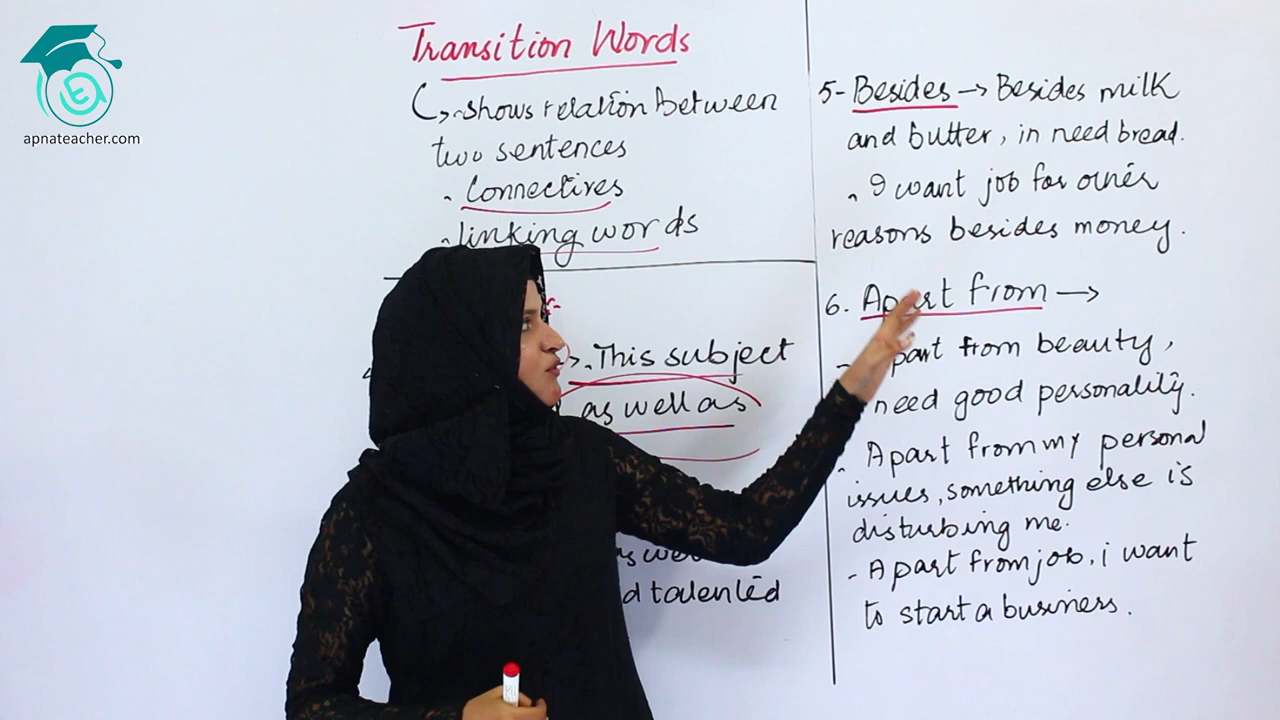 apnateacher.com
Transition Words
shows relation between
two sentences
. Connectives
. linking words
. This subject
as well as
as well
d talented
5- Besides → Besides milk
and butter, in need bread.
. I want job for other
reasons besides money.
6. Apart from →
- part from beauty,
need good personality.
. Apart from my personal
issues, something else is
disturbing me.
- Apart from job, i want
to start a business.